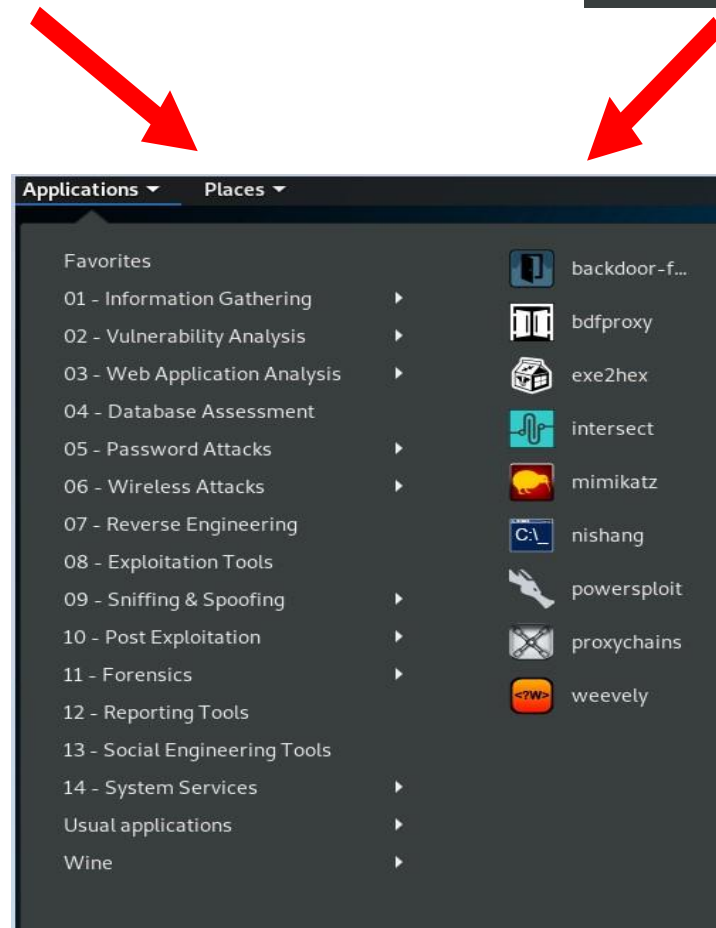 Applications Places
Favorites
01 - Information Gathering
02 - Vulnerability Analysis
03 - Web Application Analysis
04 - Database Assessment
05 - Password Attacks
06 - Wireless Attacks
07 - Reverse Engineering
08 - Exploitation Tools
09 - Sniffing & Spoofing
10 - Post Exploitation
11 - Forensics
12 - Reporting Tools
13 - Social Engineering Tools
14 - System Services
Usual applications
Wine
backdoor-f...
bdfproxy
exe2hex
intersect
mimikatz
C:\_ nishang
powersploit
proxychains
<?W> weevely